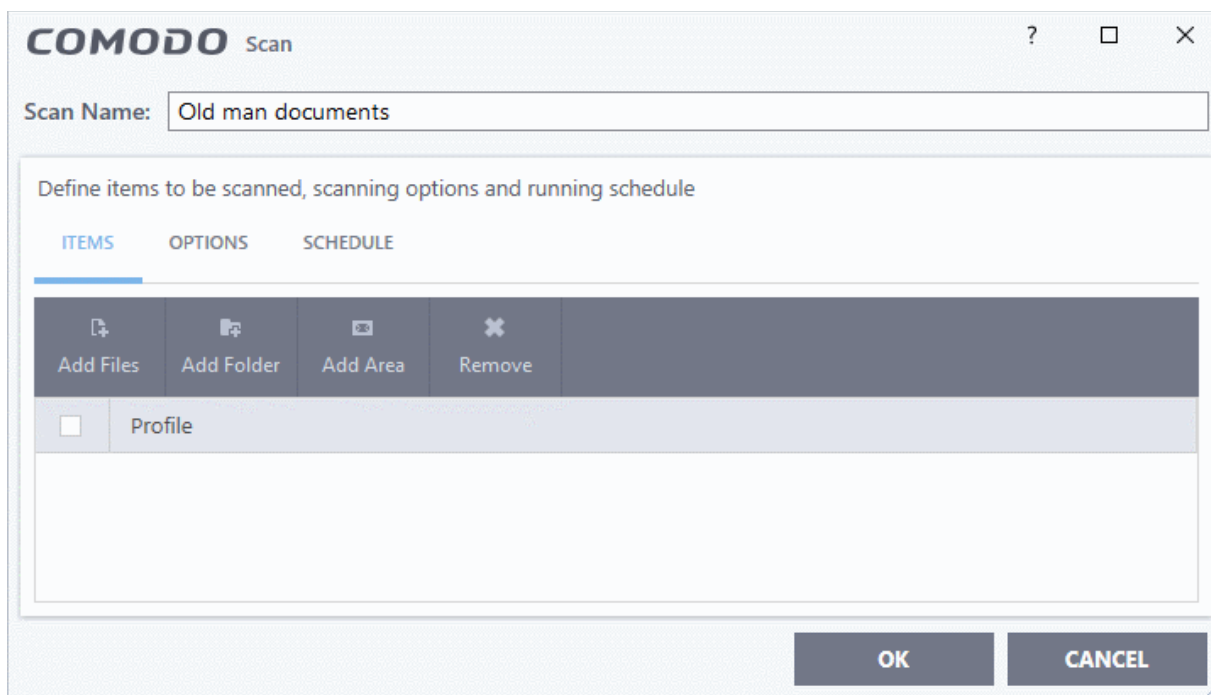 COMODO Scan ?
Scan Name: Old man documents
Define items to be scanned, scanning options and running schedule
ITEMS OPTIONS SCHEDULE
Add Files Add Folder Add Area Remove
Profile
OK CANCEL